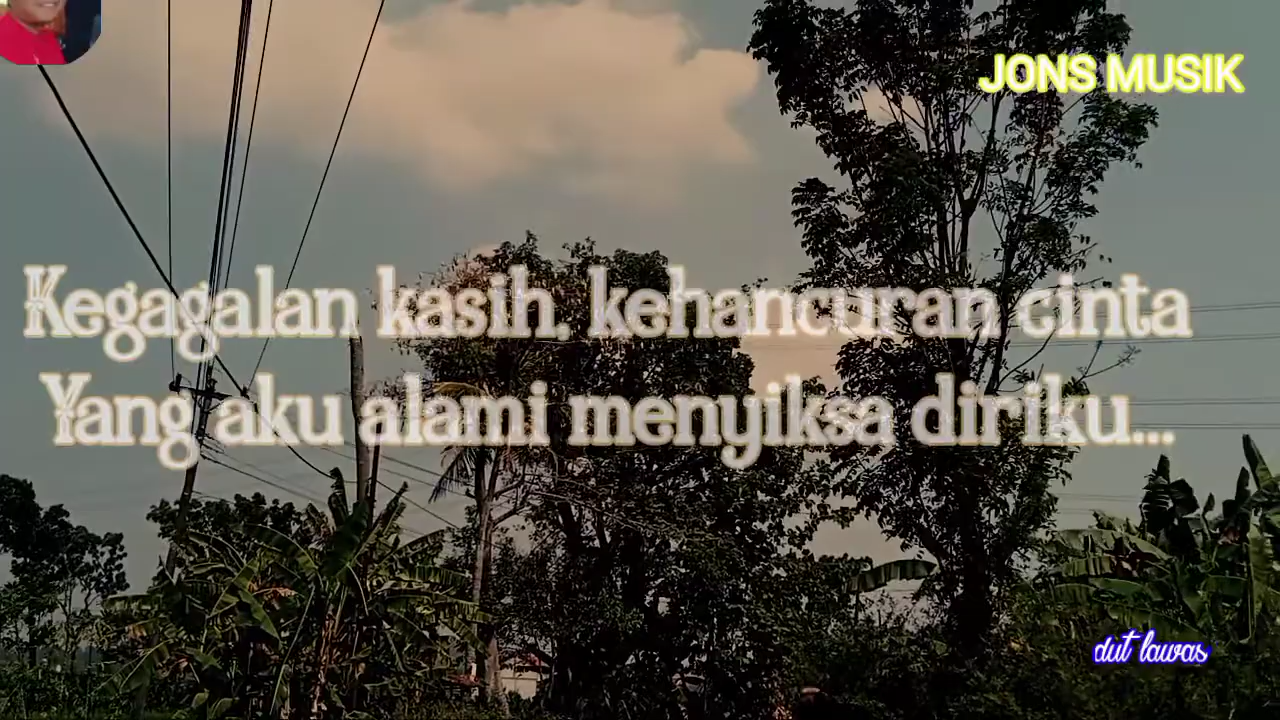 JONS MUSIK
Kegagalan kasih, kehancuran cinta
Yang aku alami menyiksa diriku...
dut lawas